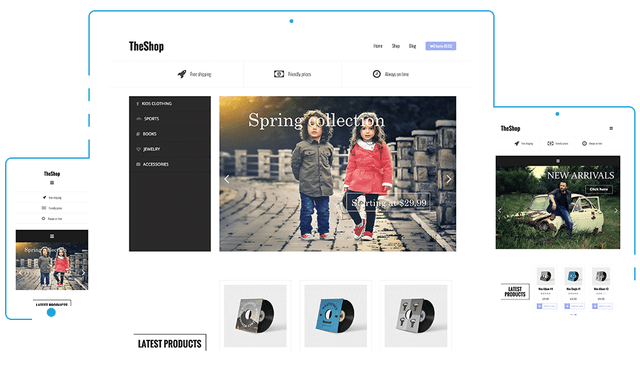 TheShop
Home Shop Blog
Free shipping
Friendly prices
Always on time
KIDS CLOTHING
SPORTS
BOOKS
JEWELRY
ACCESSORIES
Spring collection
Starting at $29,99
LATEST PRODUCTS
TheShop
Free shipping
Friendly prices
Always on time
Spring collection
LATEST PRODUCTS
TheShop
Free shipping
Friendly prices
Always on time
NEW ARRIVALS
Click here
LATEST
PRODUCTS